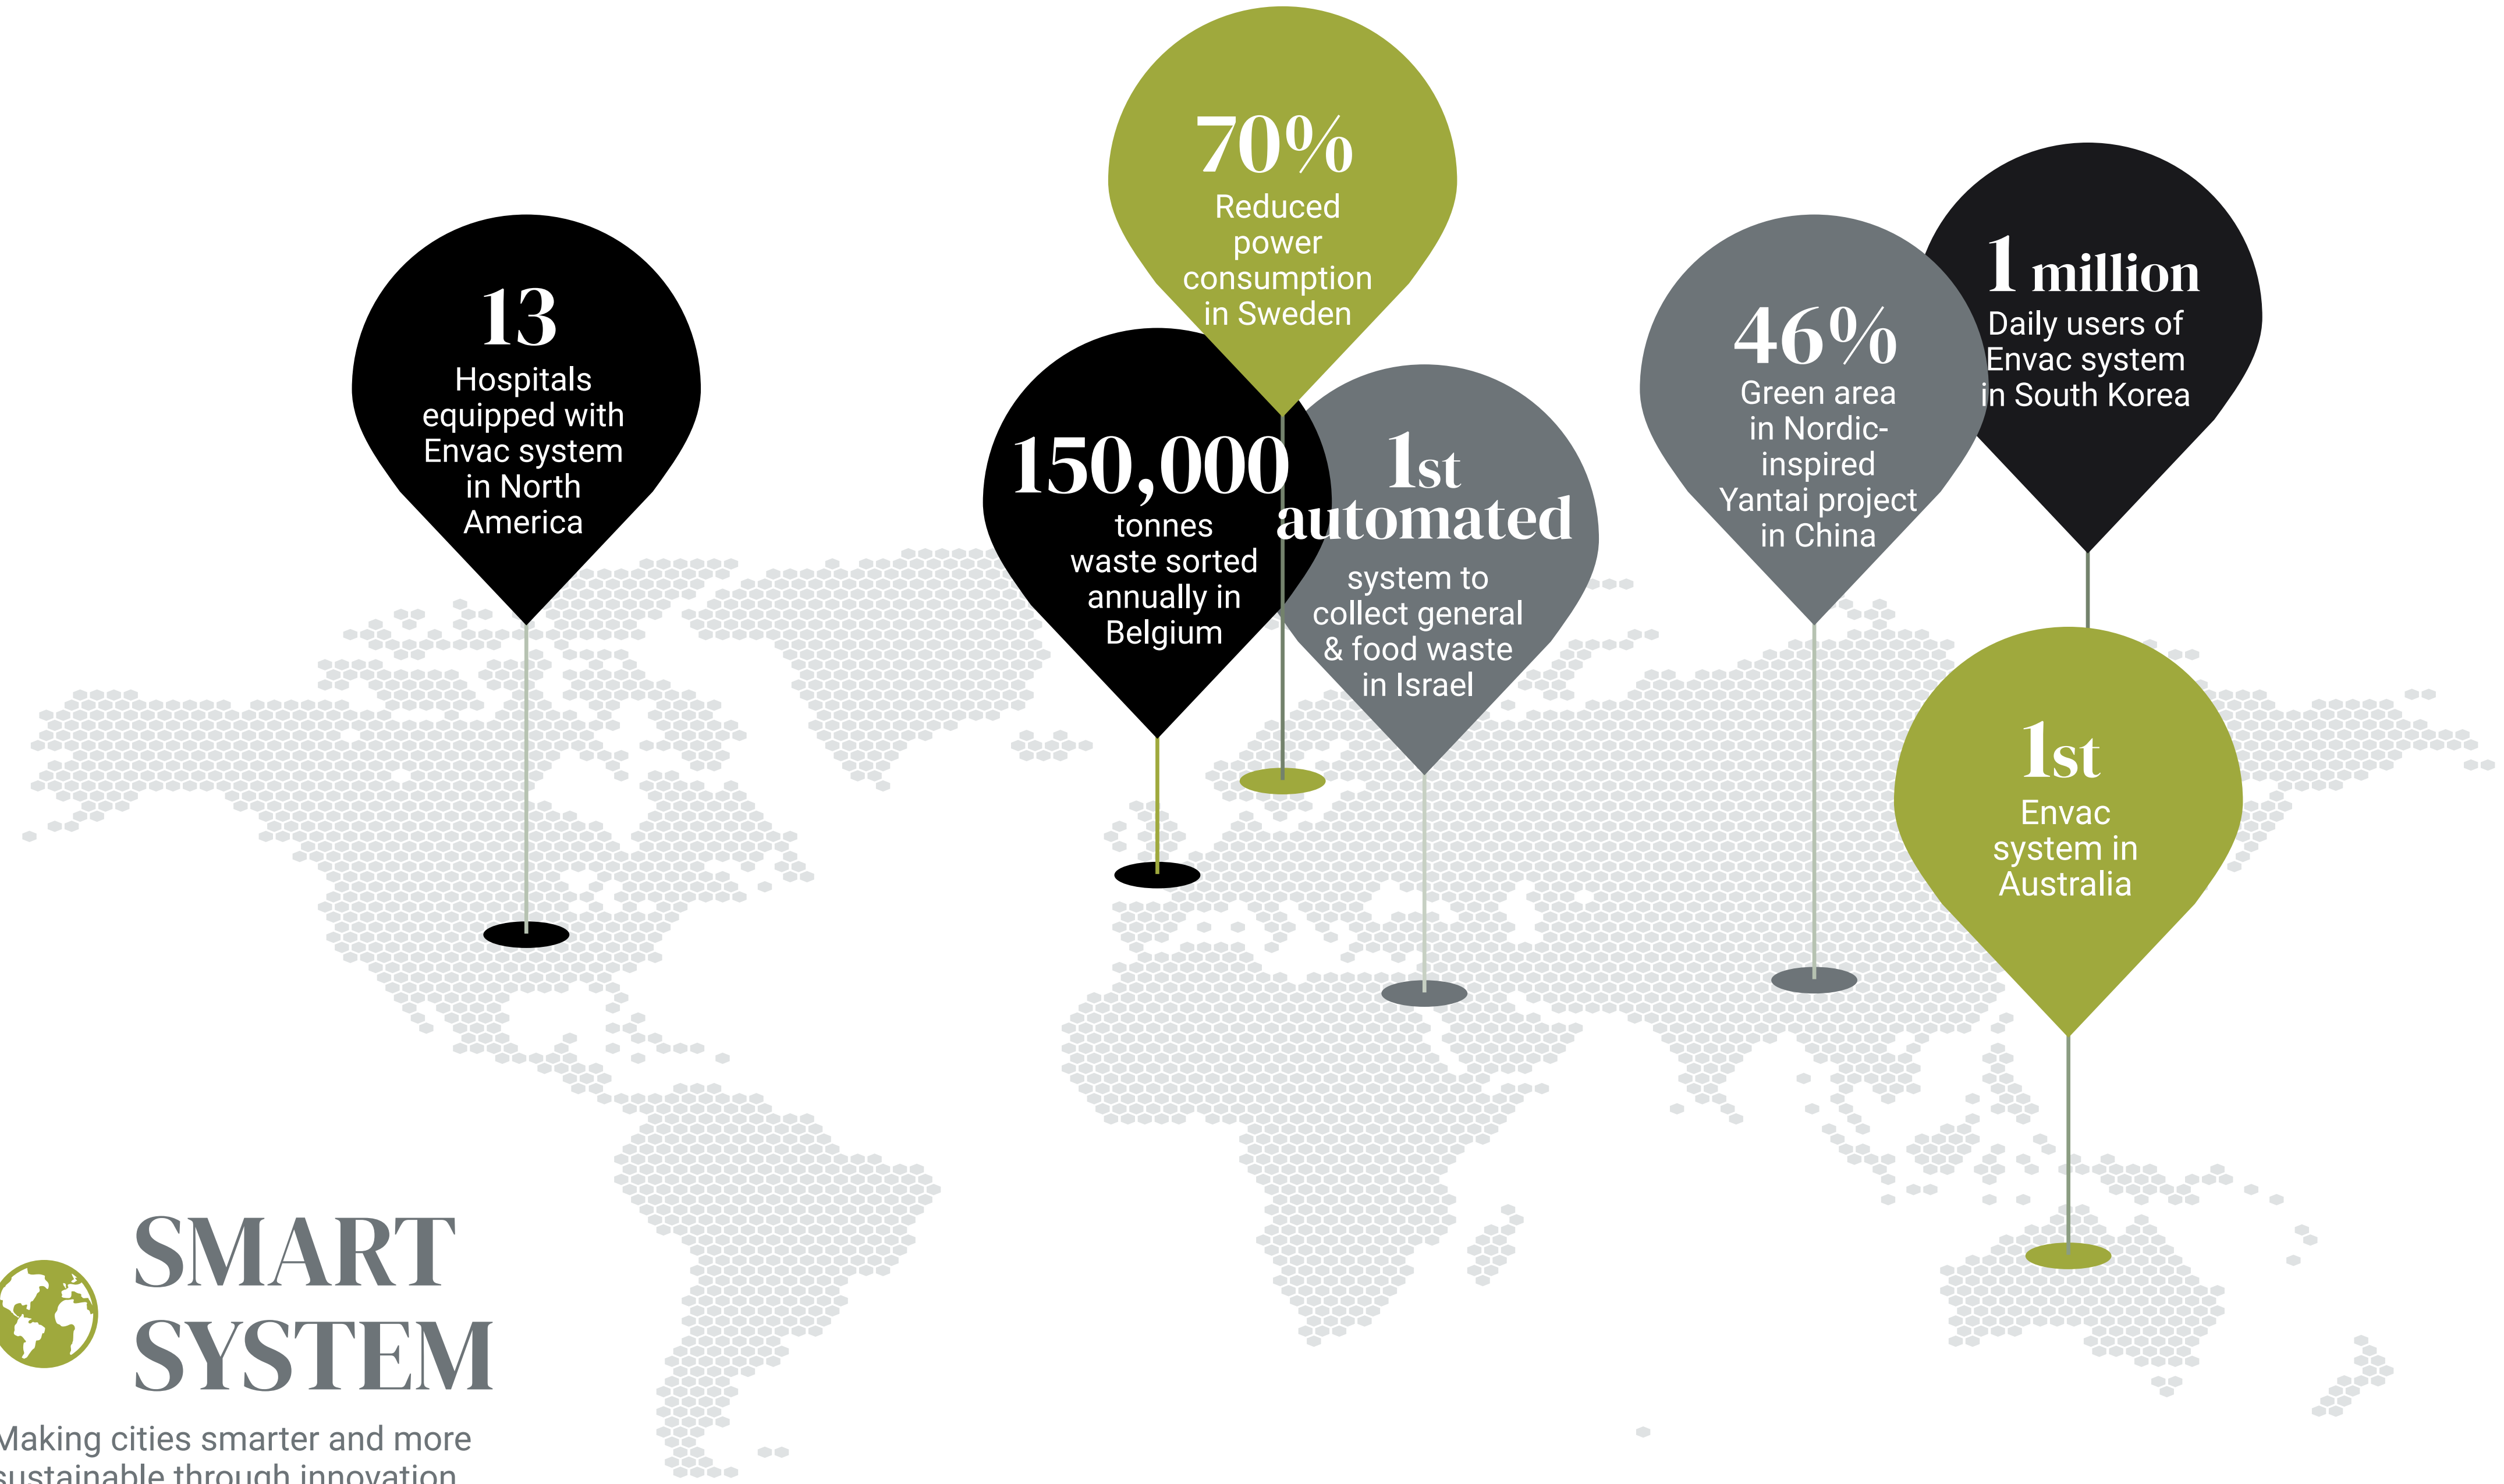 70%
Reduced
power
consumption
in Sweden
13
Hospitals
equipped with
Envac system
in North
America
150,000
tonnes
waste sorted
annually in
Belgium
1st
automated
system to
collect general
& food waste
in Israel
46%
Green area
in Nordic-
inspired
Yantai project
in China
1 million
Daily users of
Envac system
in South Korea
1st
Envac
system in
Australia
SMART
SYSTEM
Making cities smarter and more
sustainable through innovation